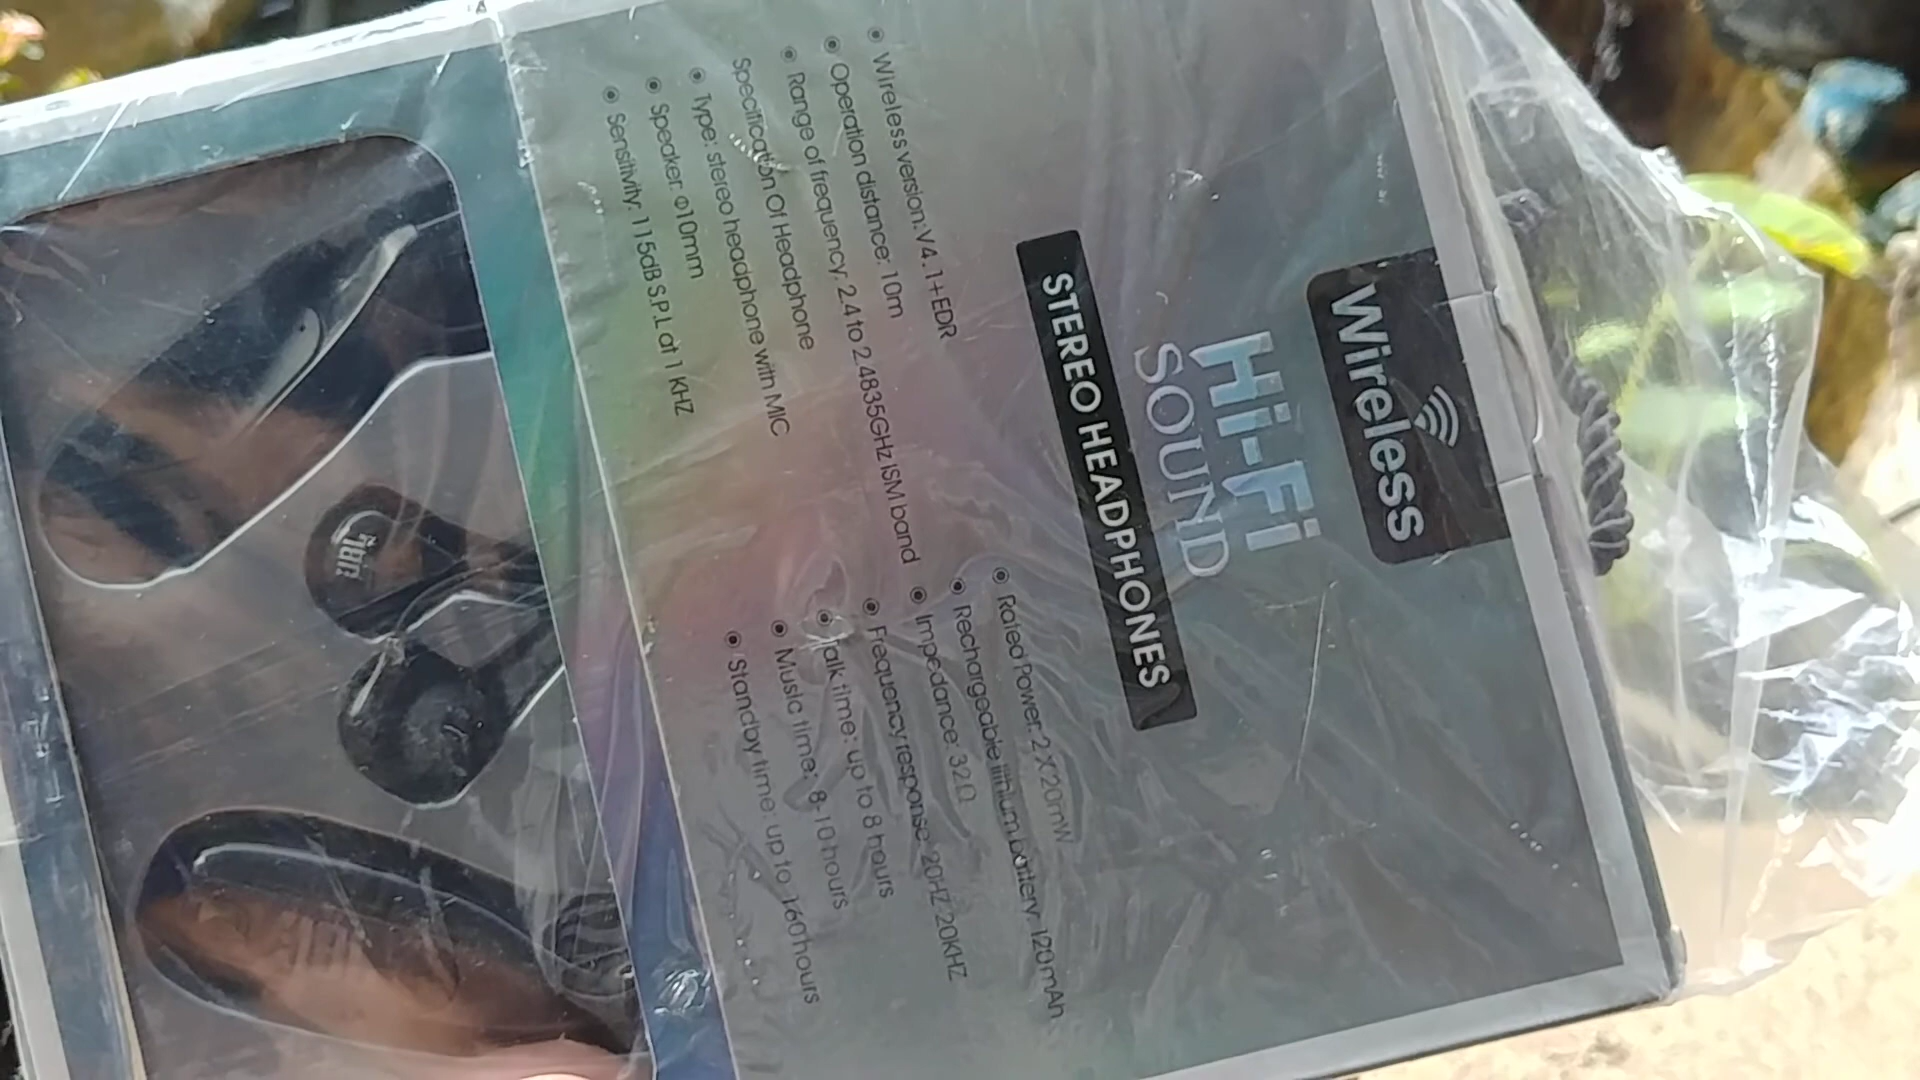 Wireless
Hi-Fi
SOUND
STEREO HEADPHONES
Wireless version: V4.1+EDR
Operation distance: 10m
Range of frequency: 2.4 to 2.4835GHz ISM band
Specification Of Headphone
Type: stereo headphone with MIC
Speaker: Φ10mm
Sensitivity: 115dB S.P.L at 1 KHZ
Rated Power: 2 X 20mW
Rechargeable lithium battery: 120mAh
Impedance: 32Ω
Frequency response: 20HZ-20KHZ
Talk time: up to 8 hours
Music time: 8-10 hours
Standby time: up to 160 hours
JBL